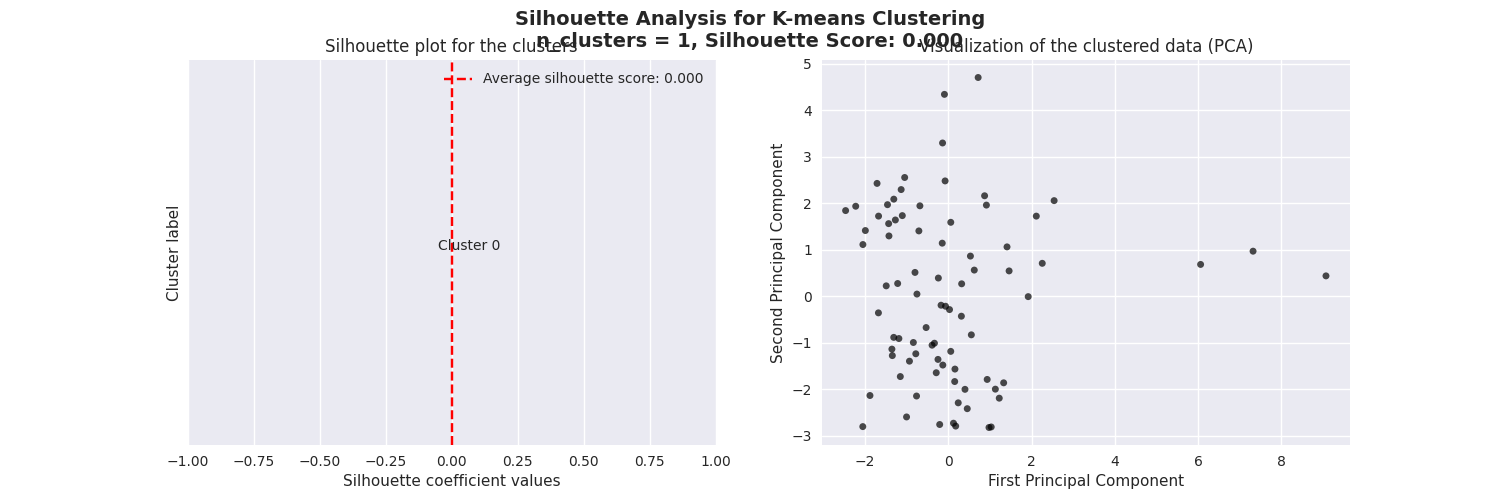 Silhouette Analysis for K-means Clustering
n_clusters = 1, Silhouette Score: 0.000
Silhouette plot for the clusters
Average silhouette score: 0.000
Cluster label
Cluster 0
−1.00 −0.75 −0.50 −0.25 0.00 0.25 0.50 0.75 1.00
Silhouette coefficient values
Visualization of the clustered data (PCA)
Second Principal Component
5
4
3
2
1
0
−1
−2
−3
−2 0 2 4 6 8
First Principal Component